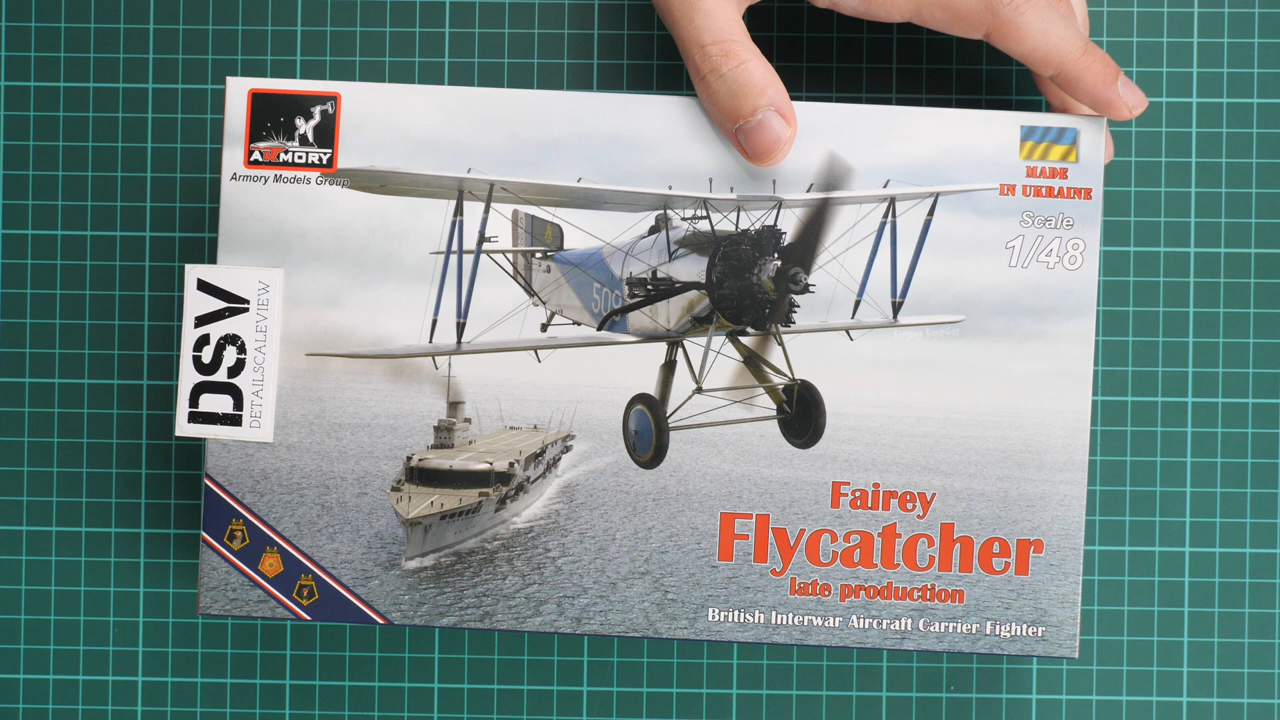 ARMORY
Armory Models Group
MADE
IN UKRAINE
Scale
1/48
509
DSV
DETAILSCALEVIEW
Fairey
Flycatcher
late production
British Interwar Aircraft Carrier Fighter